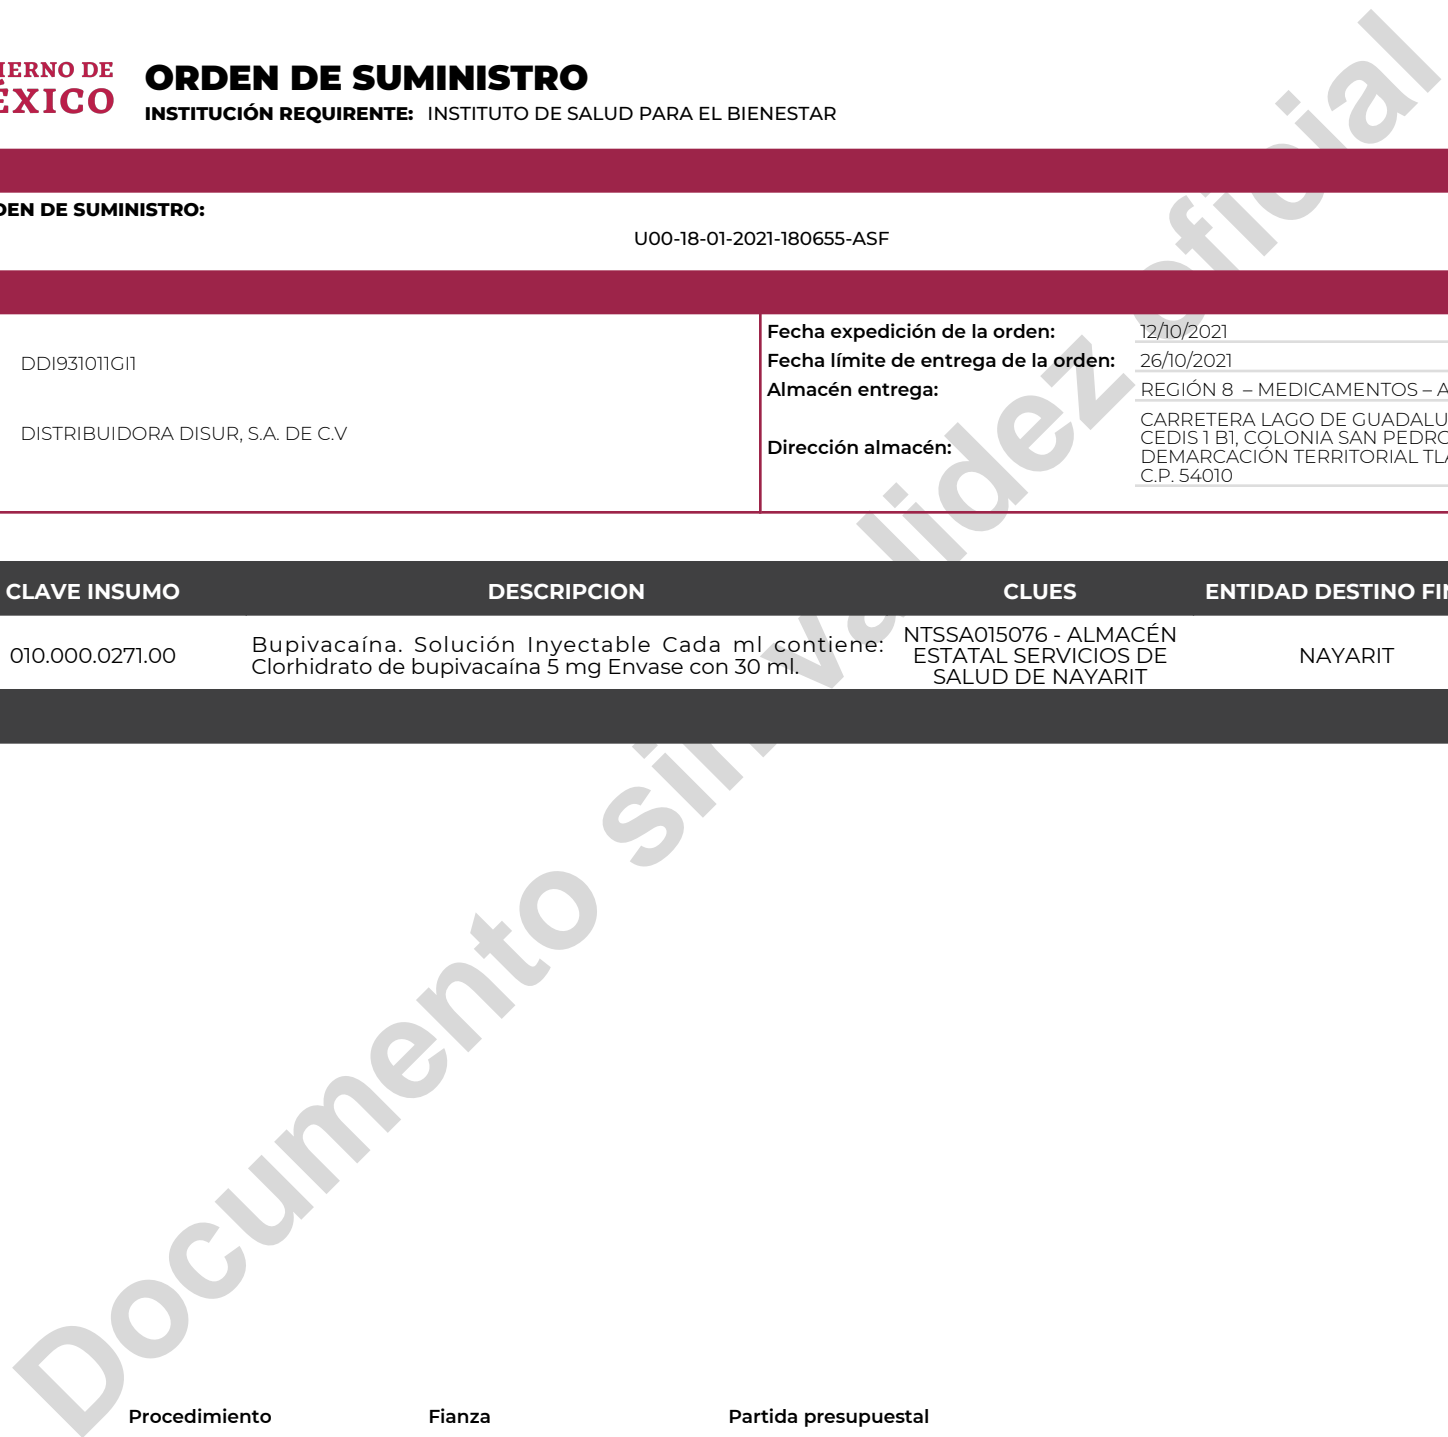 IERNO DE
ÉXICO
ORDEN DE SUMINISTRO
INSTITUCIÓN REQUIRENTE: INSTITUTO DE SALUD PARA EL BIENESTAR
DEN DE SUMINISTRO:
U00-18-01-2021-180655-ASF
DDI931011GI1
DISTRIBUIDORA DISUR, S.A. DE C.V
Fecha expedición de la orden: 12/10/2021
Fecha límite de entrega de la orden: 26/10/2021
Almacén entrega: REGIÓN 8 – MEDICAMENTOS – A
Dirección almacén:
CARRETERA LAGO DE GUADALU
CEDIS 1 B1, COLONIA SAN PEDRO
DEMARCACIÓN TERRITORIAL TLA
C.P. 54010
CLAVE INSUMO DESCRIPCION CLUES ENTIDAD DESTINO FIN
010.000.0271.00
Bupivacaína. Solución Inyectable Cada ml contiene:
Clorhidrato de bupivacaína 5 mg Envase con 30 ml.
NTSSA015076 - ALMACÉN
ESTATAL SERVICIOS DE
SALUD DE NAYARIT
NAYARIT
Documento sin validez oficial
Procedimiento Fianza Partida presupuestal